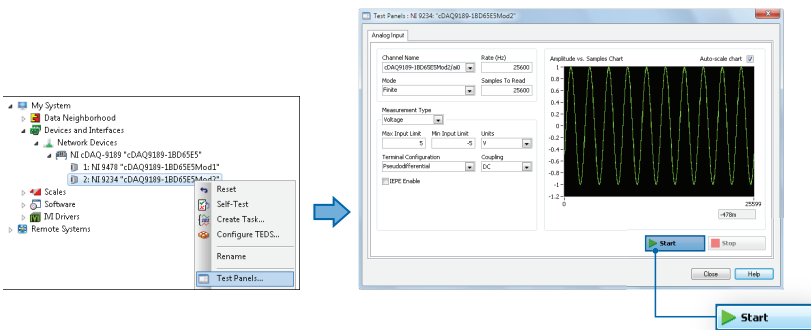 My System
Data Neighborhood
Devices and Interfaces
Network Devices
NI cDAQ-9189 "cDAQ9189-1BD65E5"
1: NI 9478 "cDAQ9189-1BD65E5Mod1"
2: NI 9234 "cDAQ9189-1BD65E5Mod2"
Scales
Software
IVI Drivers
Remote Systems
Reset
Self-Test
Create Task...
Configure TEDS...
Rename
Test Panels...
Test Panels : NI 9234: "cDAQ9189-1BD65E5Mod2"
Analog Input
Channel Name
cDAQ9189-1BD65E5Mod2/ai0
Rate (Hz)
25600
Mode
Finite
Samples To Read
25600
Measurement Type
Voltage
Max Input Limit
5
Min Input Limit
-5
Units
V
Terminal Configuration
Pseudodifferential
Coupling
DC
IEPE Enable
Amplitude vs. Samples Chart
Auto-scale chart
1
0.8
0.6
0.4
0.2
0
-0.2
-0.4
-0.6
-0.8
-1
-1.2
0
25599
-478m
Start
Stop
Close
Help
Start